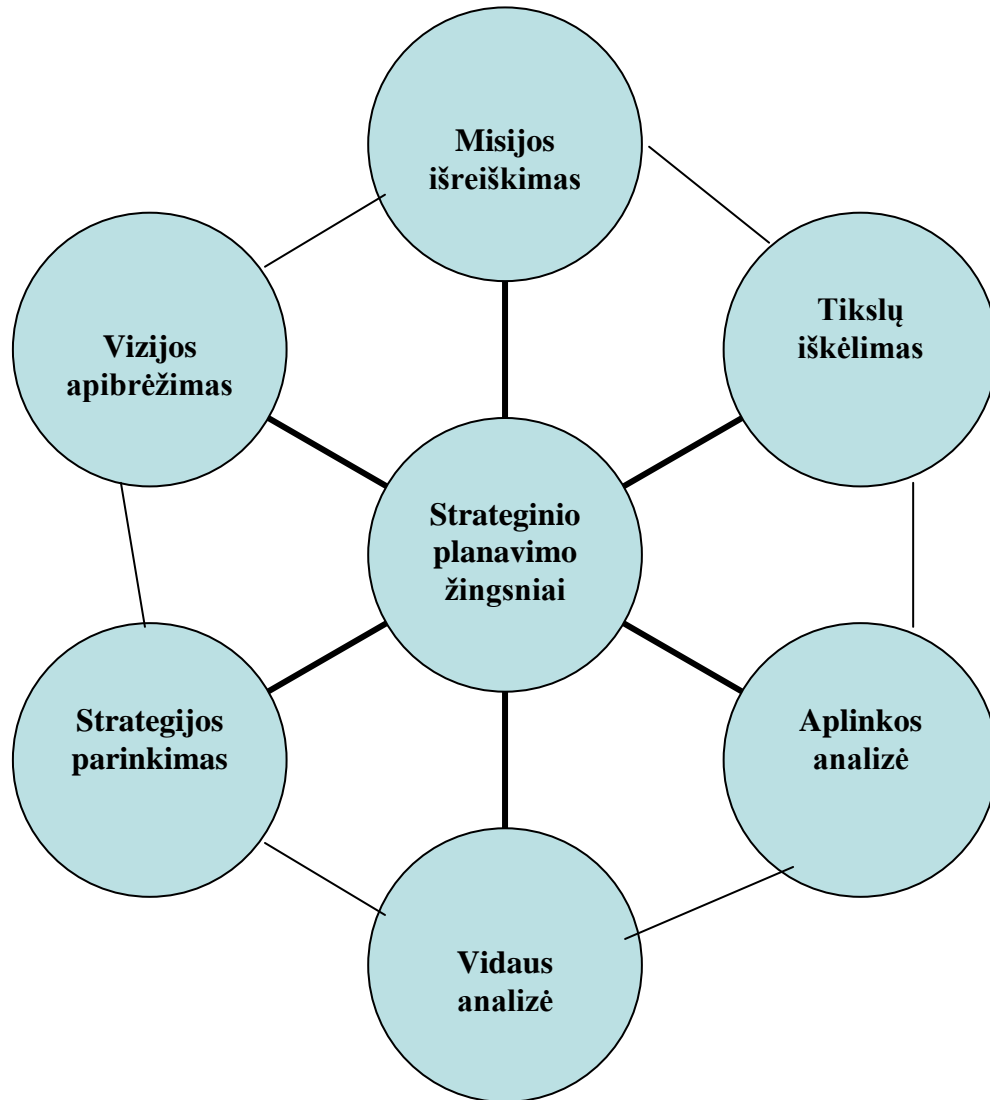 Misijos
išreiškimas
Tikslų
iškėlimas
Vizijos
apibrėžimas
Strateginio
planavimo
žingsniai
Strategijos
parinkimas
Aplinkos
analizė
Vidaus
analizė